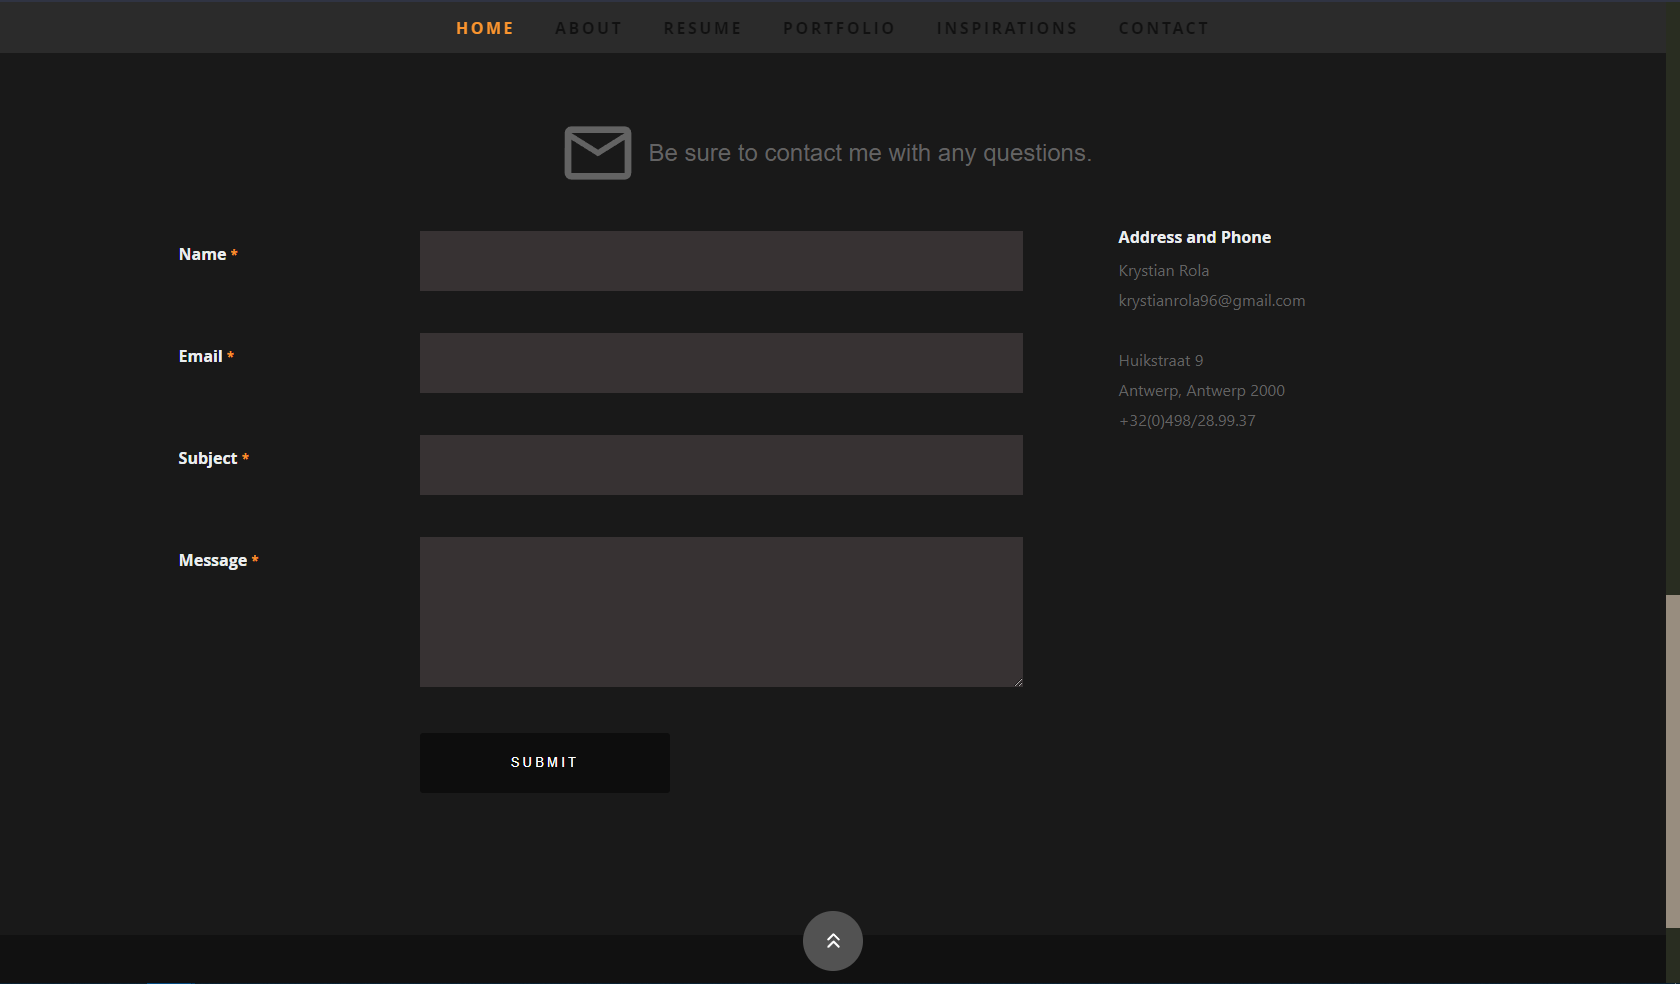 HOME ABOUT RESUME PORTFOLIO INSPIRATIONS CONTACT
Be sure to contact me with any questions.
Name *
Email *
Subject *
Message *
SUBMIT
Address and Phone
Krystian Rola
krystianrola96@gmail.com
Huikstraat 9
Antwerp, Antwerp 2000
+32(0)498/28.99.37